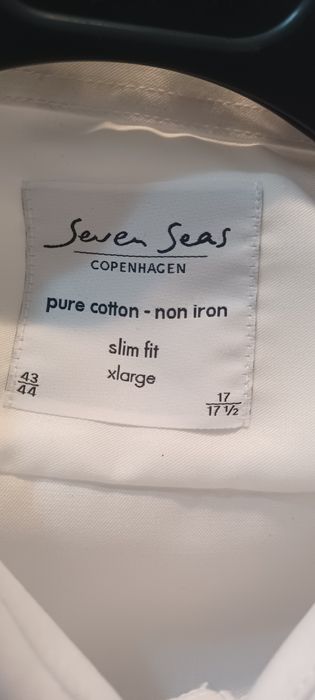 Seven Seas
COPENHAGEN
pure cotton - non iron
slim fit
xlarge
43
44
17
17 ½